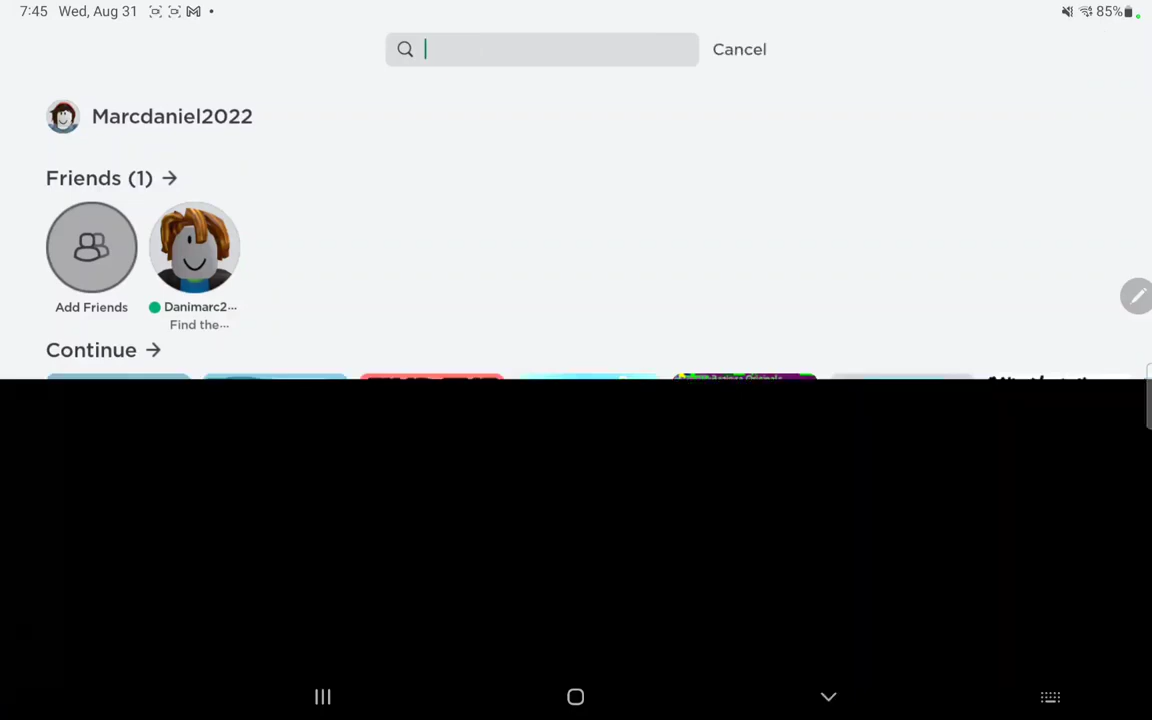 7:45 Wed, Aug 31 85%
Cancel
Marcdaniel2022
Friends (1)
Add Friends
Danimarc2...
Find the...
Continue